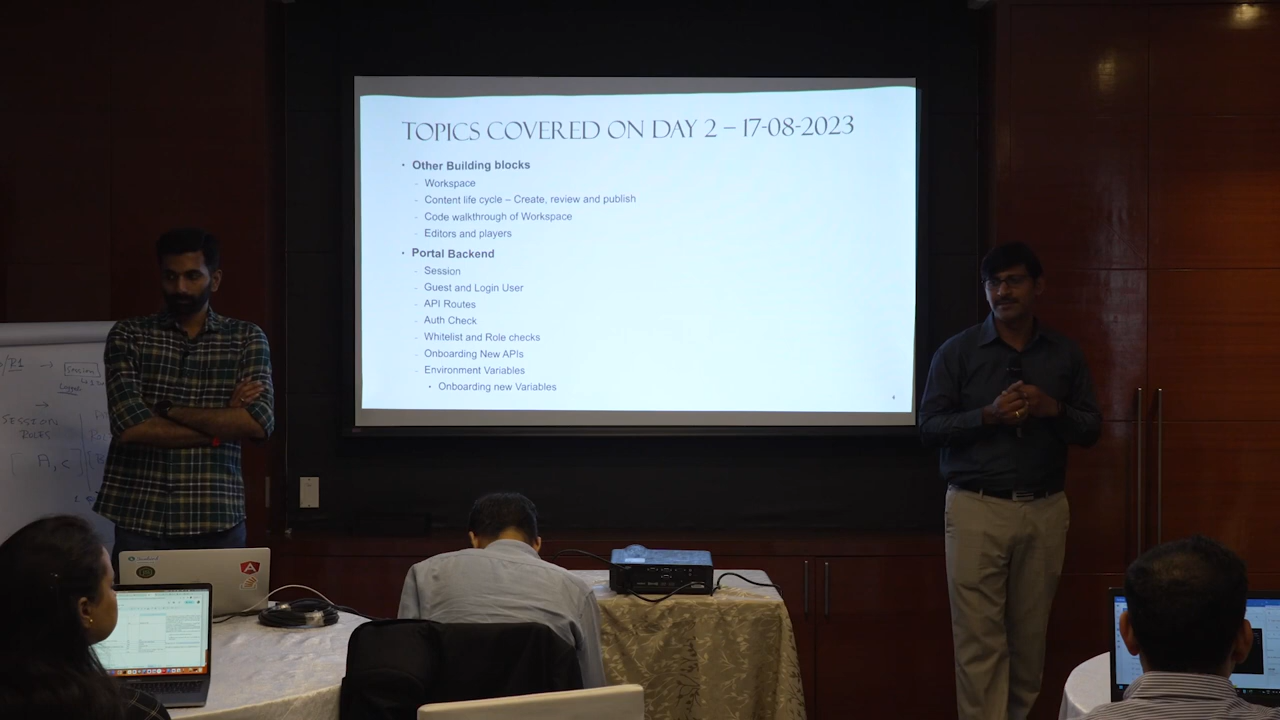 TOPICS COVERED ON DAY 2 – 17-08-2023
• Other Building blocks
- Workspace
- Content life cycle – Create, review and publish
- Code walkthrough of Workspace
- Editors and players
• Portal Backend
- Session
- Guest and Login User
- API Routes
- Auth Check
- Whitelist and Role checks
- Onboarding New APIs
- Environment Variables
• Onboarding new Variables
SESSION
ROLES
[ A, C ]